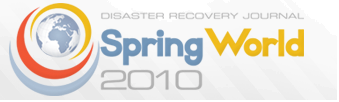 DISASTER RECOVERY JOURNAL
Spring World
2010